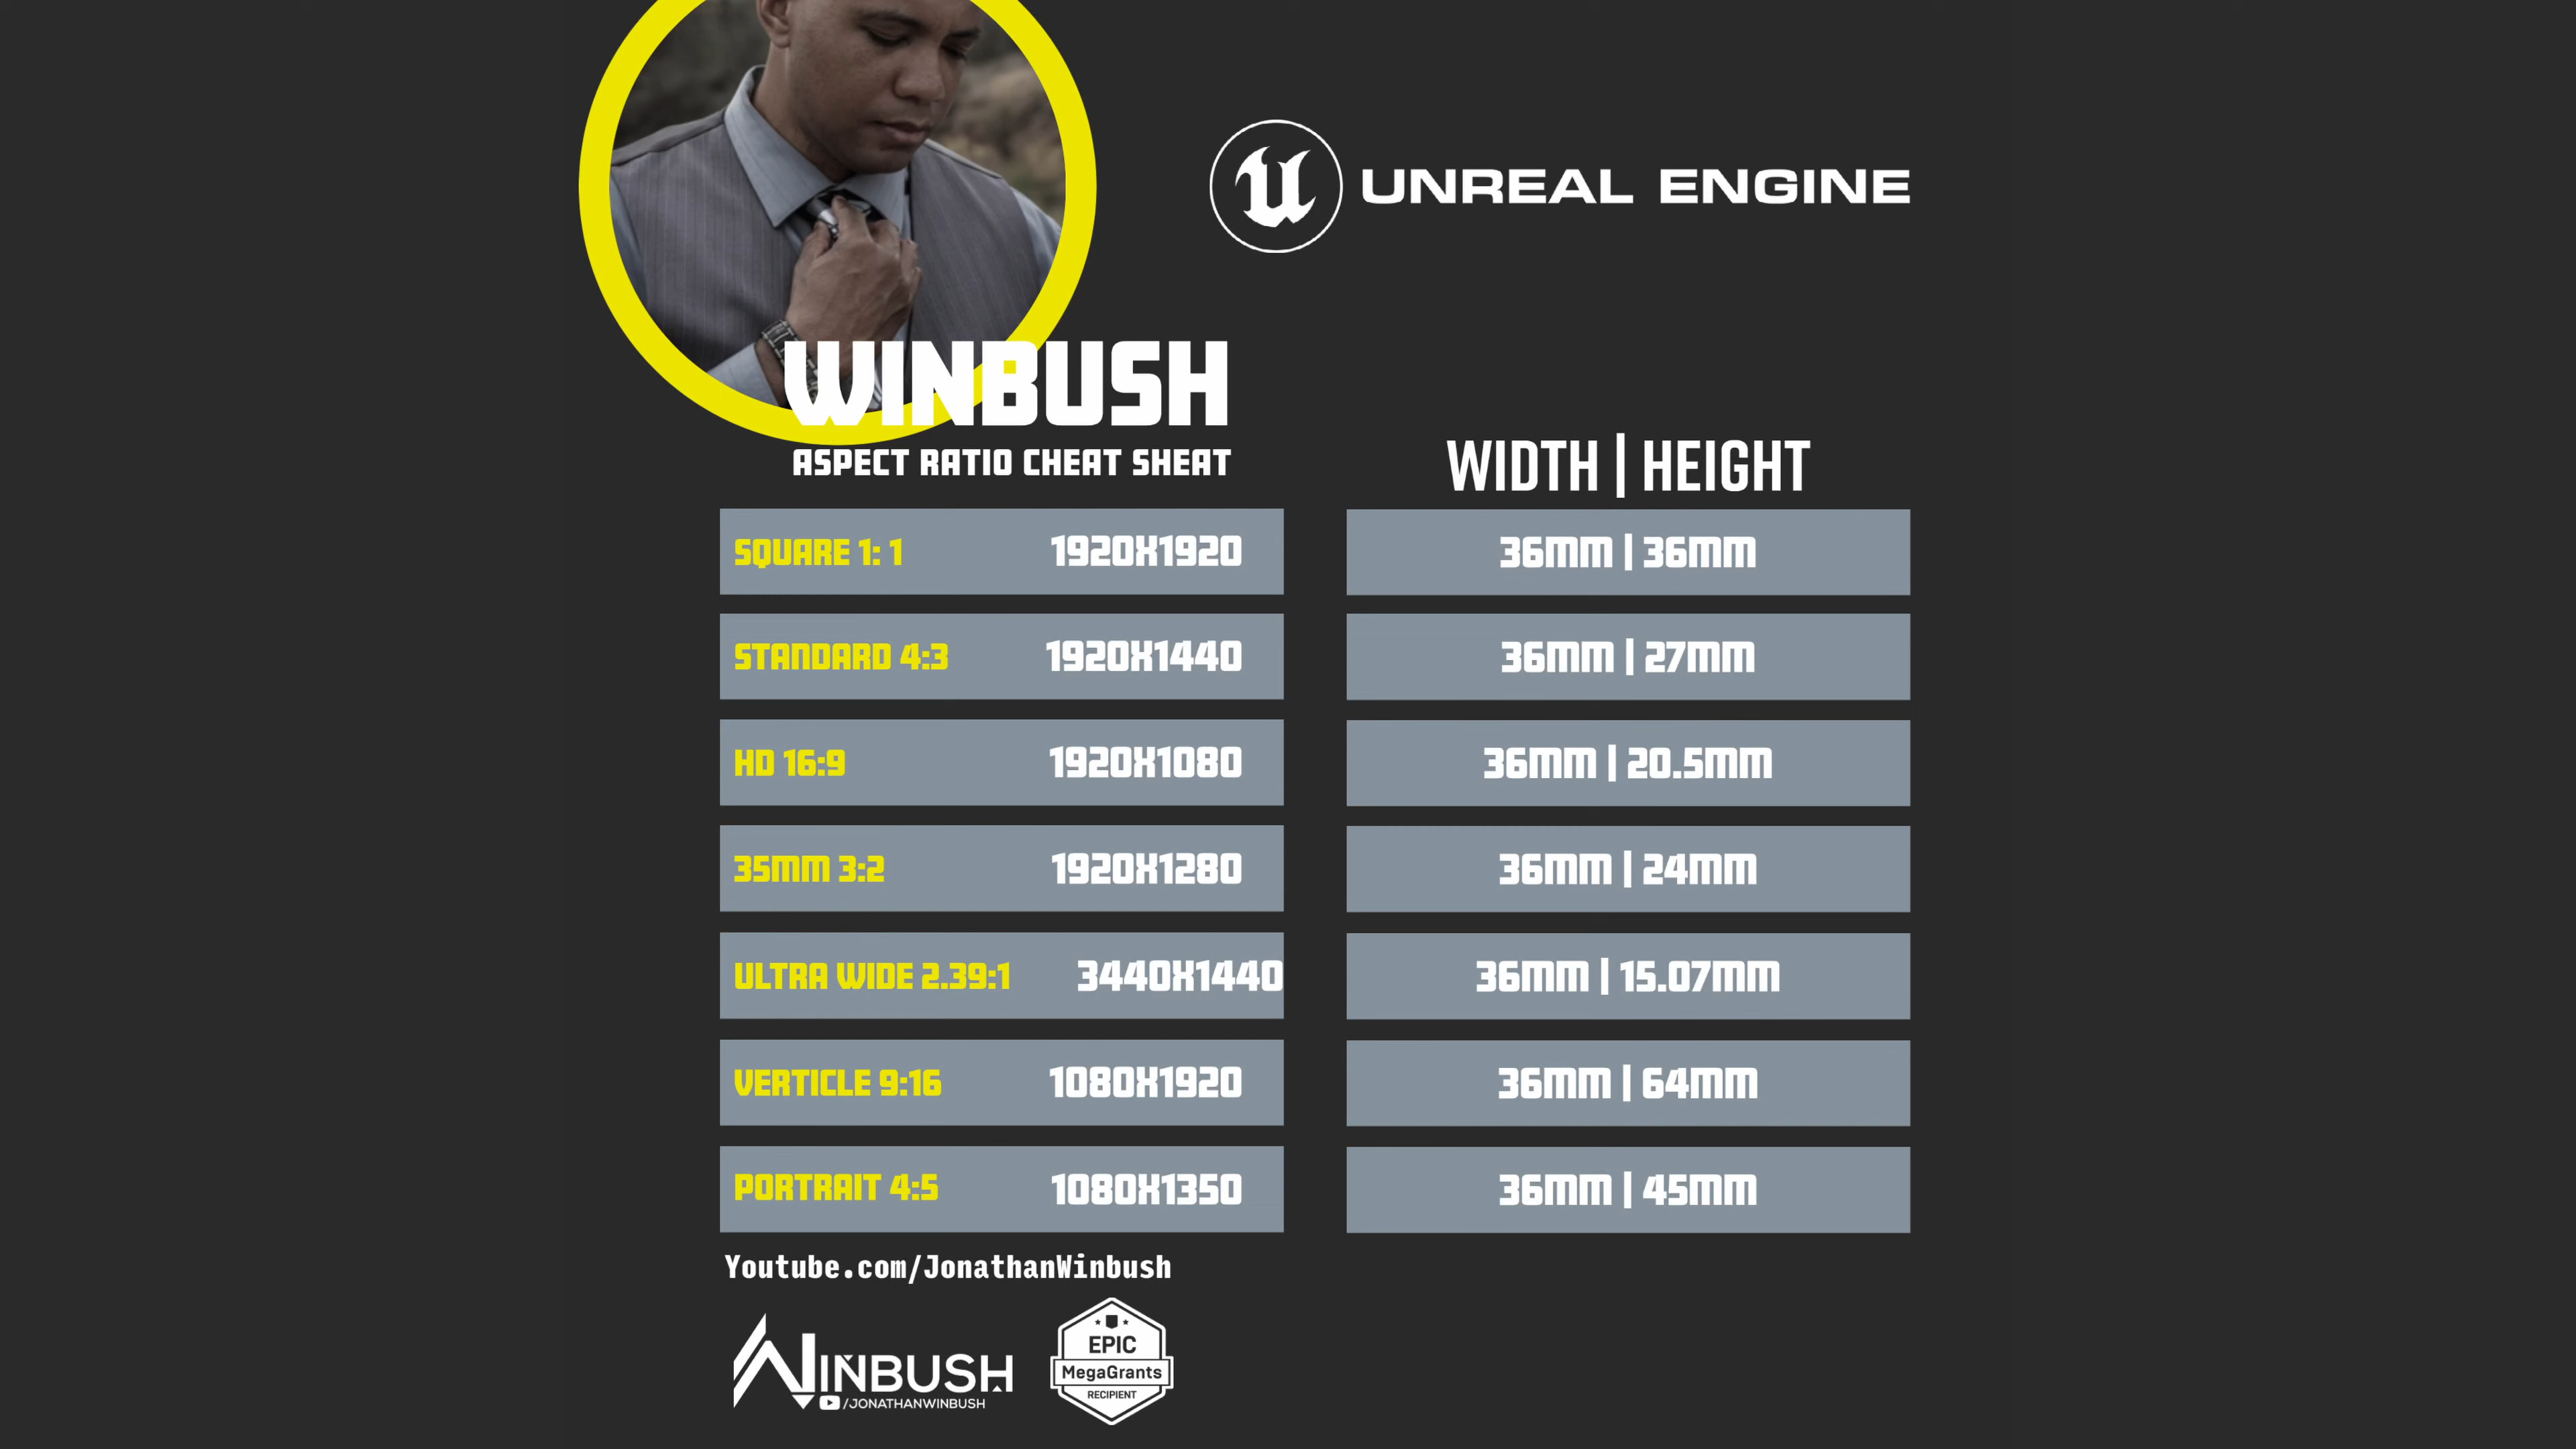 UNREAL ENGINE
WINBUSH
ASPECT RATIO CHEAT SHEAT
WIDTH | HEIGHT
SQUARE 1: 1 1920X1920 36MM | 36MM
STANDARD 4:3 1920X1440 36MM | 27MM
HD 16:9 1920X1080 36MM | 20.5MM
35MM 3:2 1920X1280 36MM | 24MM
ULTRA WIDE 2.39:1 3440X1440 36MM | 15.07MM
VERTICLE 9:16 1080X1920 36MM | 64MM
PORTRAIT 4:5 1080X1350 36MM | 45MM
Youtube.com/JonathanWinbush
WINBUSH
/JONATHANWINBUSH
EPIC
MegaGrants
RECIPIENT